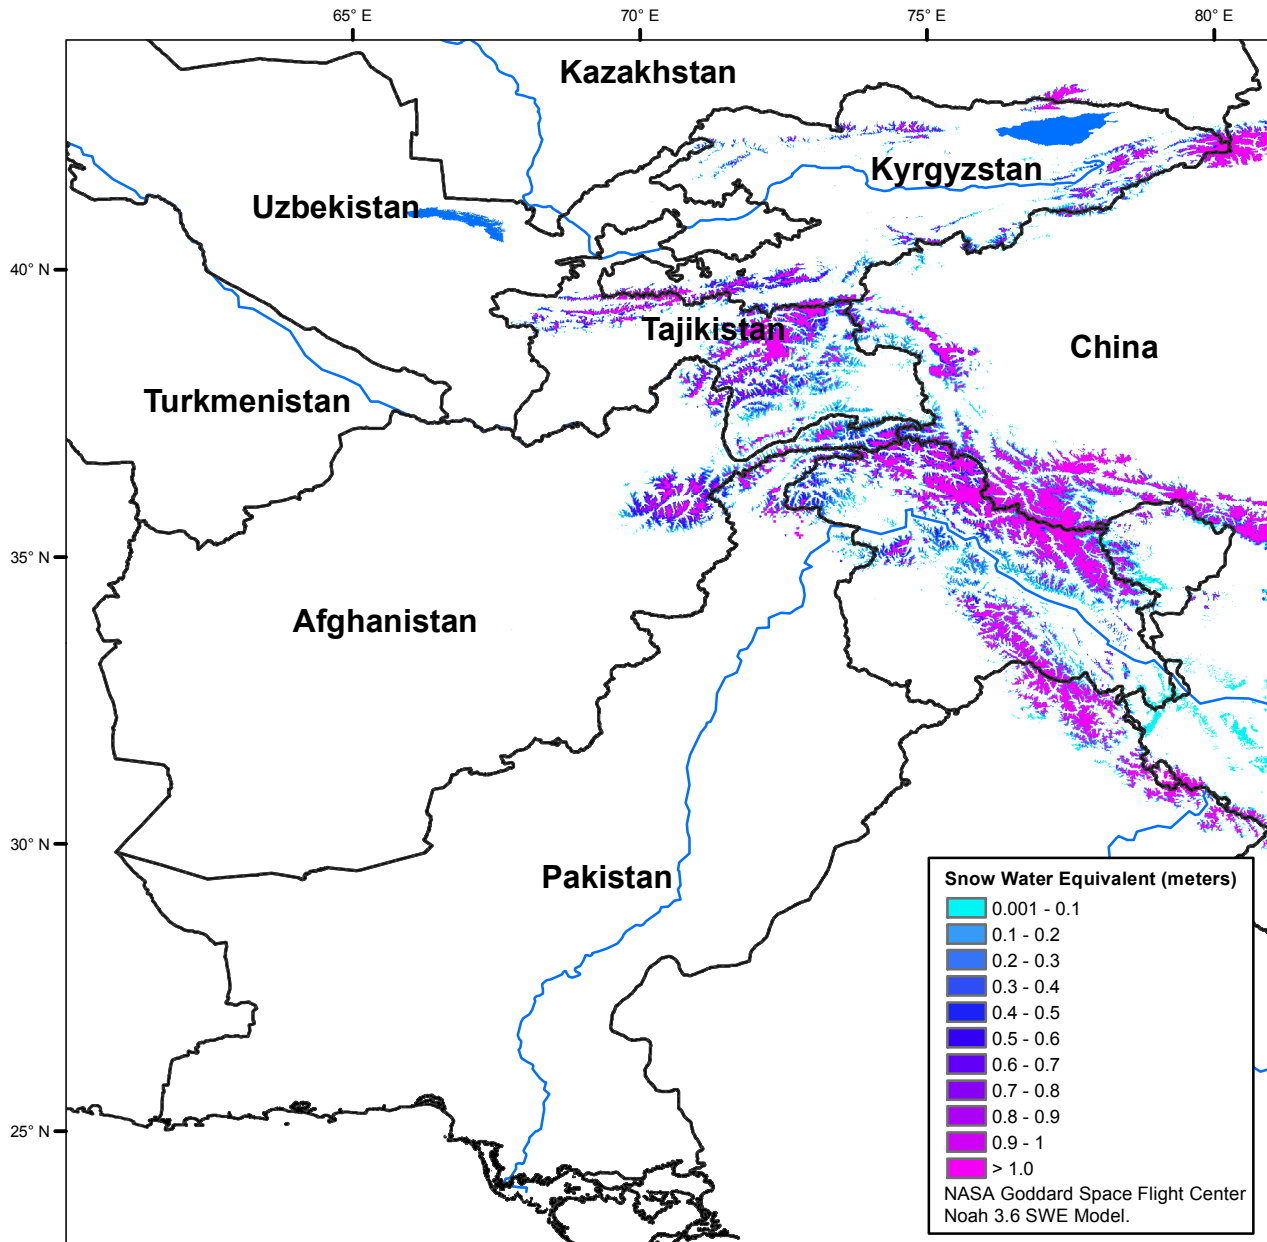 65° E
70° E
75° E
80° E
Kazakhstan
Kyrgyzstan
Uzbekistan
40° N
Tajikistan
China
Turkmenistan
35° N
Afghanistan
30° N
Pakistan
25° N
Snow Water Equivalent (meters)
0.001 - 0.1
0.1 - 0.2
0.2 - 0.3
0.3 - 0.4
0.4 - 0.5
0.5 - 0.6
0.6 - 0.7
0.7 - 0.8
0.8 - 0.9
0.9 - 1
> 1.0
NASA Goddard Space Flight Center
Noah 3.6 SWE Model.